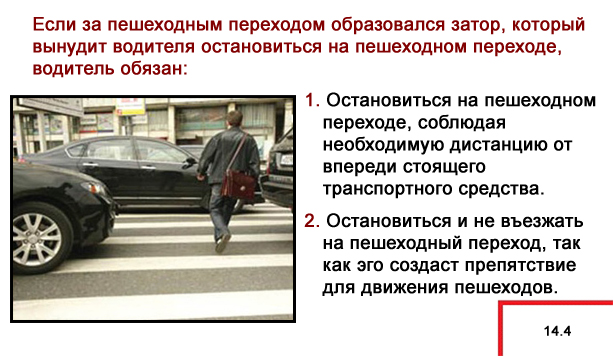 Если за пешеходным переходом образовался затор, который
вынудит водителя остановиться на пешеходном переходе,
водитель обязан:
1. Остановиться на пешеходном
переходе, соблюдая
необходимую дистанцию от
впереди стоящего
транспортного средства.
2. Остановиться и не въезжать
на пешеходный переход, так
как эго создаст препятствие
для движения пешеходов.
14.4